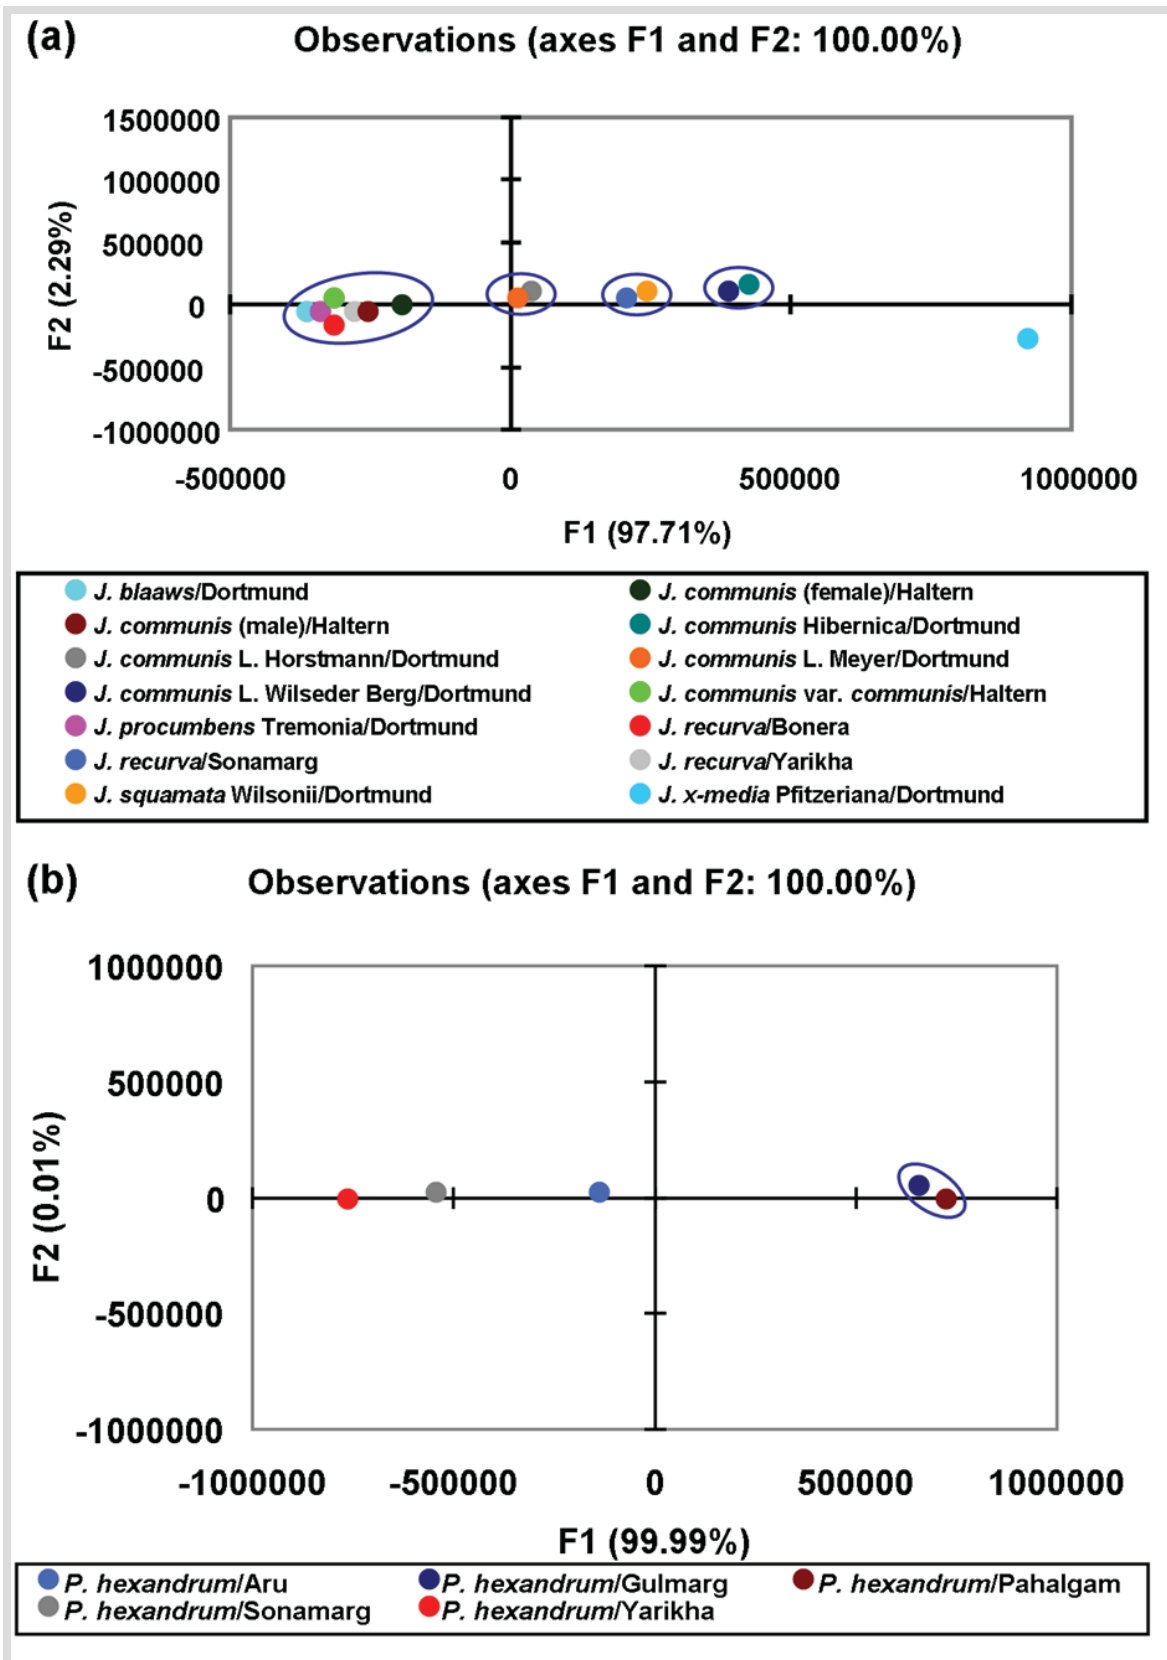 (a)
Observations (axes F1 and F2: 100.00%)
1500000
1000000
500000
0
-500000
-1000000
F2 (2.29%)
-500000 0 500000 1000000
F1 (97.71%)
J. blaaws/Dortmund J. communis (female)/Haltern
J. communis (male)/Haltern J. communis Hibernica/Dortmund
J. communis L. Horstmann/Dortmund J. communis L. Meyer/Dortmund
J. communis L. Wilseder Berg/Dortmund J. communis var. communis/Haltern
J. procumbens Tremonia/Dortmund J. recurva/Bonera
J. recurva/Sonamarg J. recurva/Yarikha
J. squamata Wilsonii/Dortmund J. x-media Pfitzeriana/Dortmund
(b)
Observations (axes F1 and F2: 100.00%)
1000000
500000
0
-500000
-1000000
F2 (0.01%)
-1000000 -500000 0 500000 1000000
F1 (99.99%)
P. hexandrum/Aru P. hexandrum/Gulmarg P. hexandrum/Pahalgam
P. hexandrum/Sonamarg P. hexandrum/Yarikha